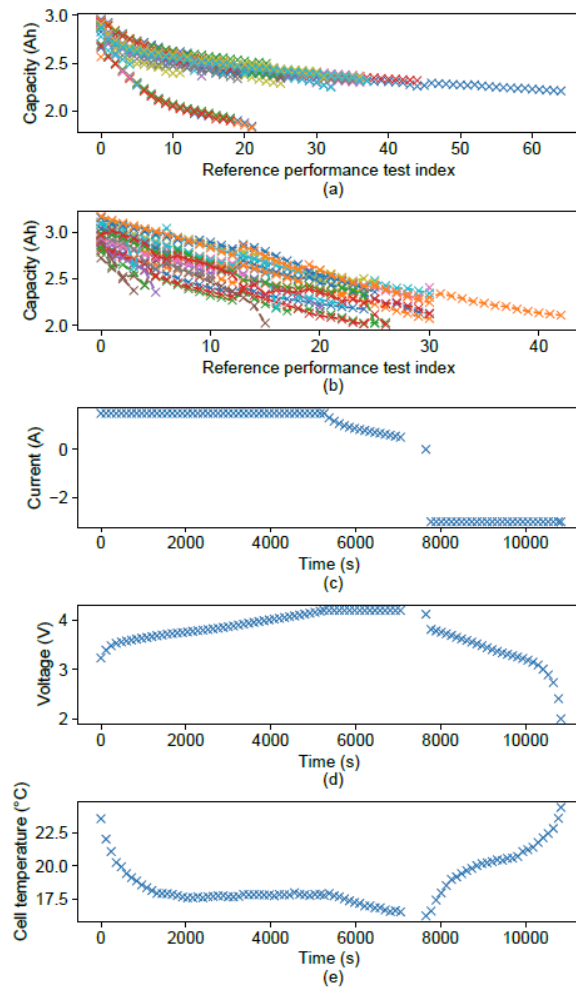 3.0
2.5
2.0
Capacity (Ah)
0 10 20 30 40 50 60
Reference performance test index
(a)
3.0
2.5
2.0
Capacity (Ah)
0 10 20 30 40
Reference performance test index
(b)
0
−2
Current (A)
0 2000 4000 6000 8000 10000
Time (s)
(c)
4
3
2
Voltage (V)
0 2000 4000 6000 8000 10000
Time (s)
(d)
22.5
20.0
17.5
Cell temperature (°C)
0 2000 4000 6000 8000 10000
Time (s)
(e)